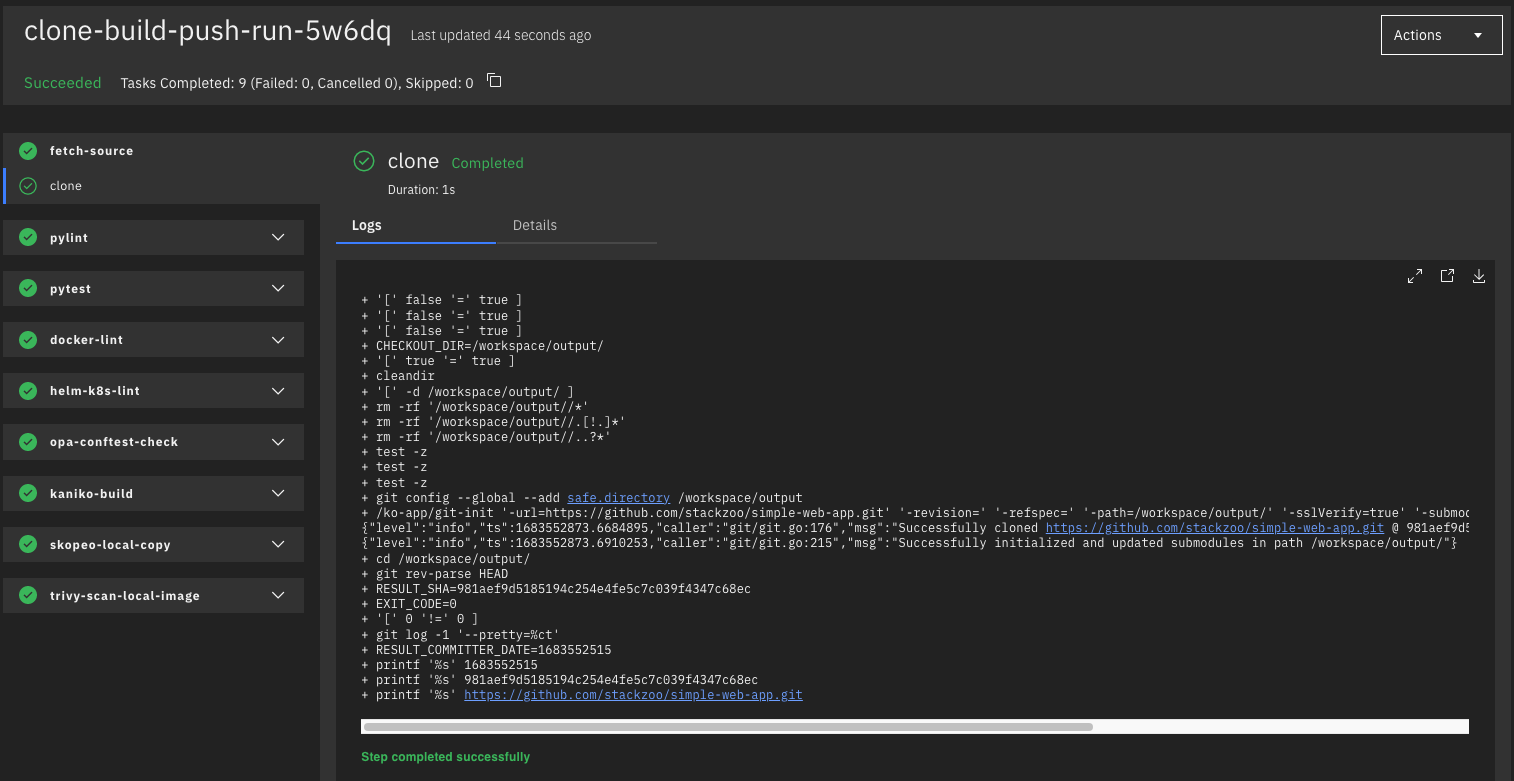 clone-build-push-run-5w6dq Last updated 44 seconds ago
Actions
Succeeded Tasks Completed: 9 (Failed: 0, Cancelled 0), Skipped: 0
fetch-source
clone
pylint
pytest
docker-lint
helm-k8s-lint
opa-conftest-check
kaniko-build
skopeo-local-copy
trivy-scan-local-image
clone Completed
Duration: 1s
Logs Details
+ '[' false '=' true ]
+ '[' false '=' true ]
+ '[' false '=' true ]
+ CHECKOUT_DIR=/workspace/output/
+ '[' true '=' true ]
+ cleandir
+ '[' -d /workspace/output/ ]
+ rm -rf '/workspace/output//*'
+ rm -rf '/workspace/output//.[!.]*'
+ rm -rf '/workspace/output//..?*'
+ test -z
+ test -z
+ test -z
+ git config --global --add safe.directory /workspace/output
+ /ko-app/git-init '-url=https://github.com/stackzoo/simple-web-app.git' '-revision=' '-refspec=' '-path=/workspace/output/' '-sslVerify=true' '-submod
{"level":"info","ts":1683552873.6684895,"caller":"git/git.go:176","msg":"Successfully cloned https://github.com/stackzoo/simple-web-app.git @ 981aef9d5
{"level":"info","ts":1683552873.6910253,"caller":"git/git.go:215","msg":"Successfully initialized and updated submodules in path /workspace/output/"}
+ cd /workspace/output/
+ git rev-parse HEAD
+ RESULT_SHA=981aef9d5185194c254e4fe5c7c039f4347c68ec
+ EXIT_CODE=0
+ '[' 0 '!=' 0 ]
+ git log -1 '--pretty=%ct'
+ RESULT_COMMITTER_DATE=1683552515
+ printf '%s' 1683552515
+ printf '%s' 981aef9d5185194c254e4fe5c7c039f4347c68ec
+ printf '%s' https://github.com/stackzoo/simple-web-app.git
Step completed successfully